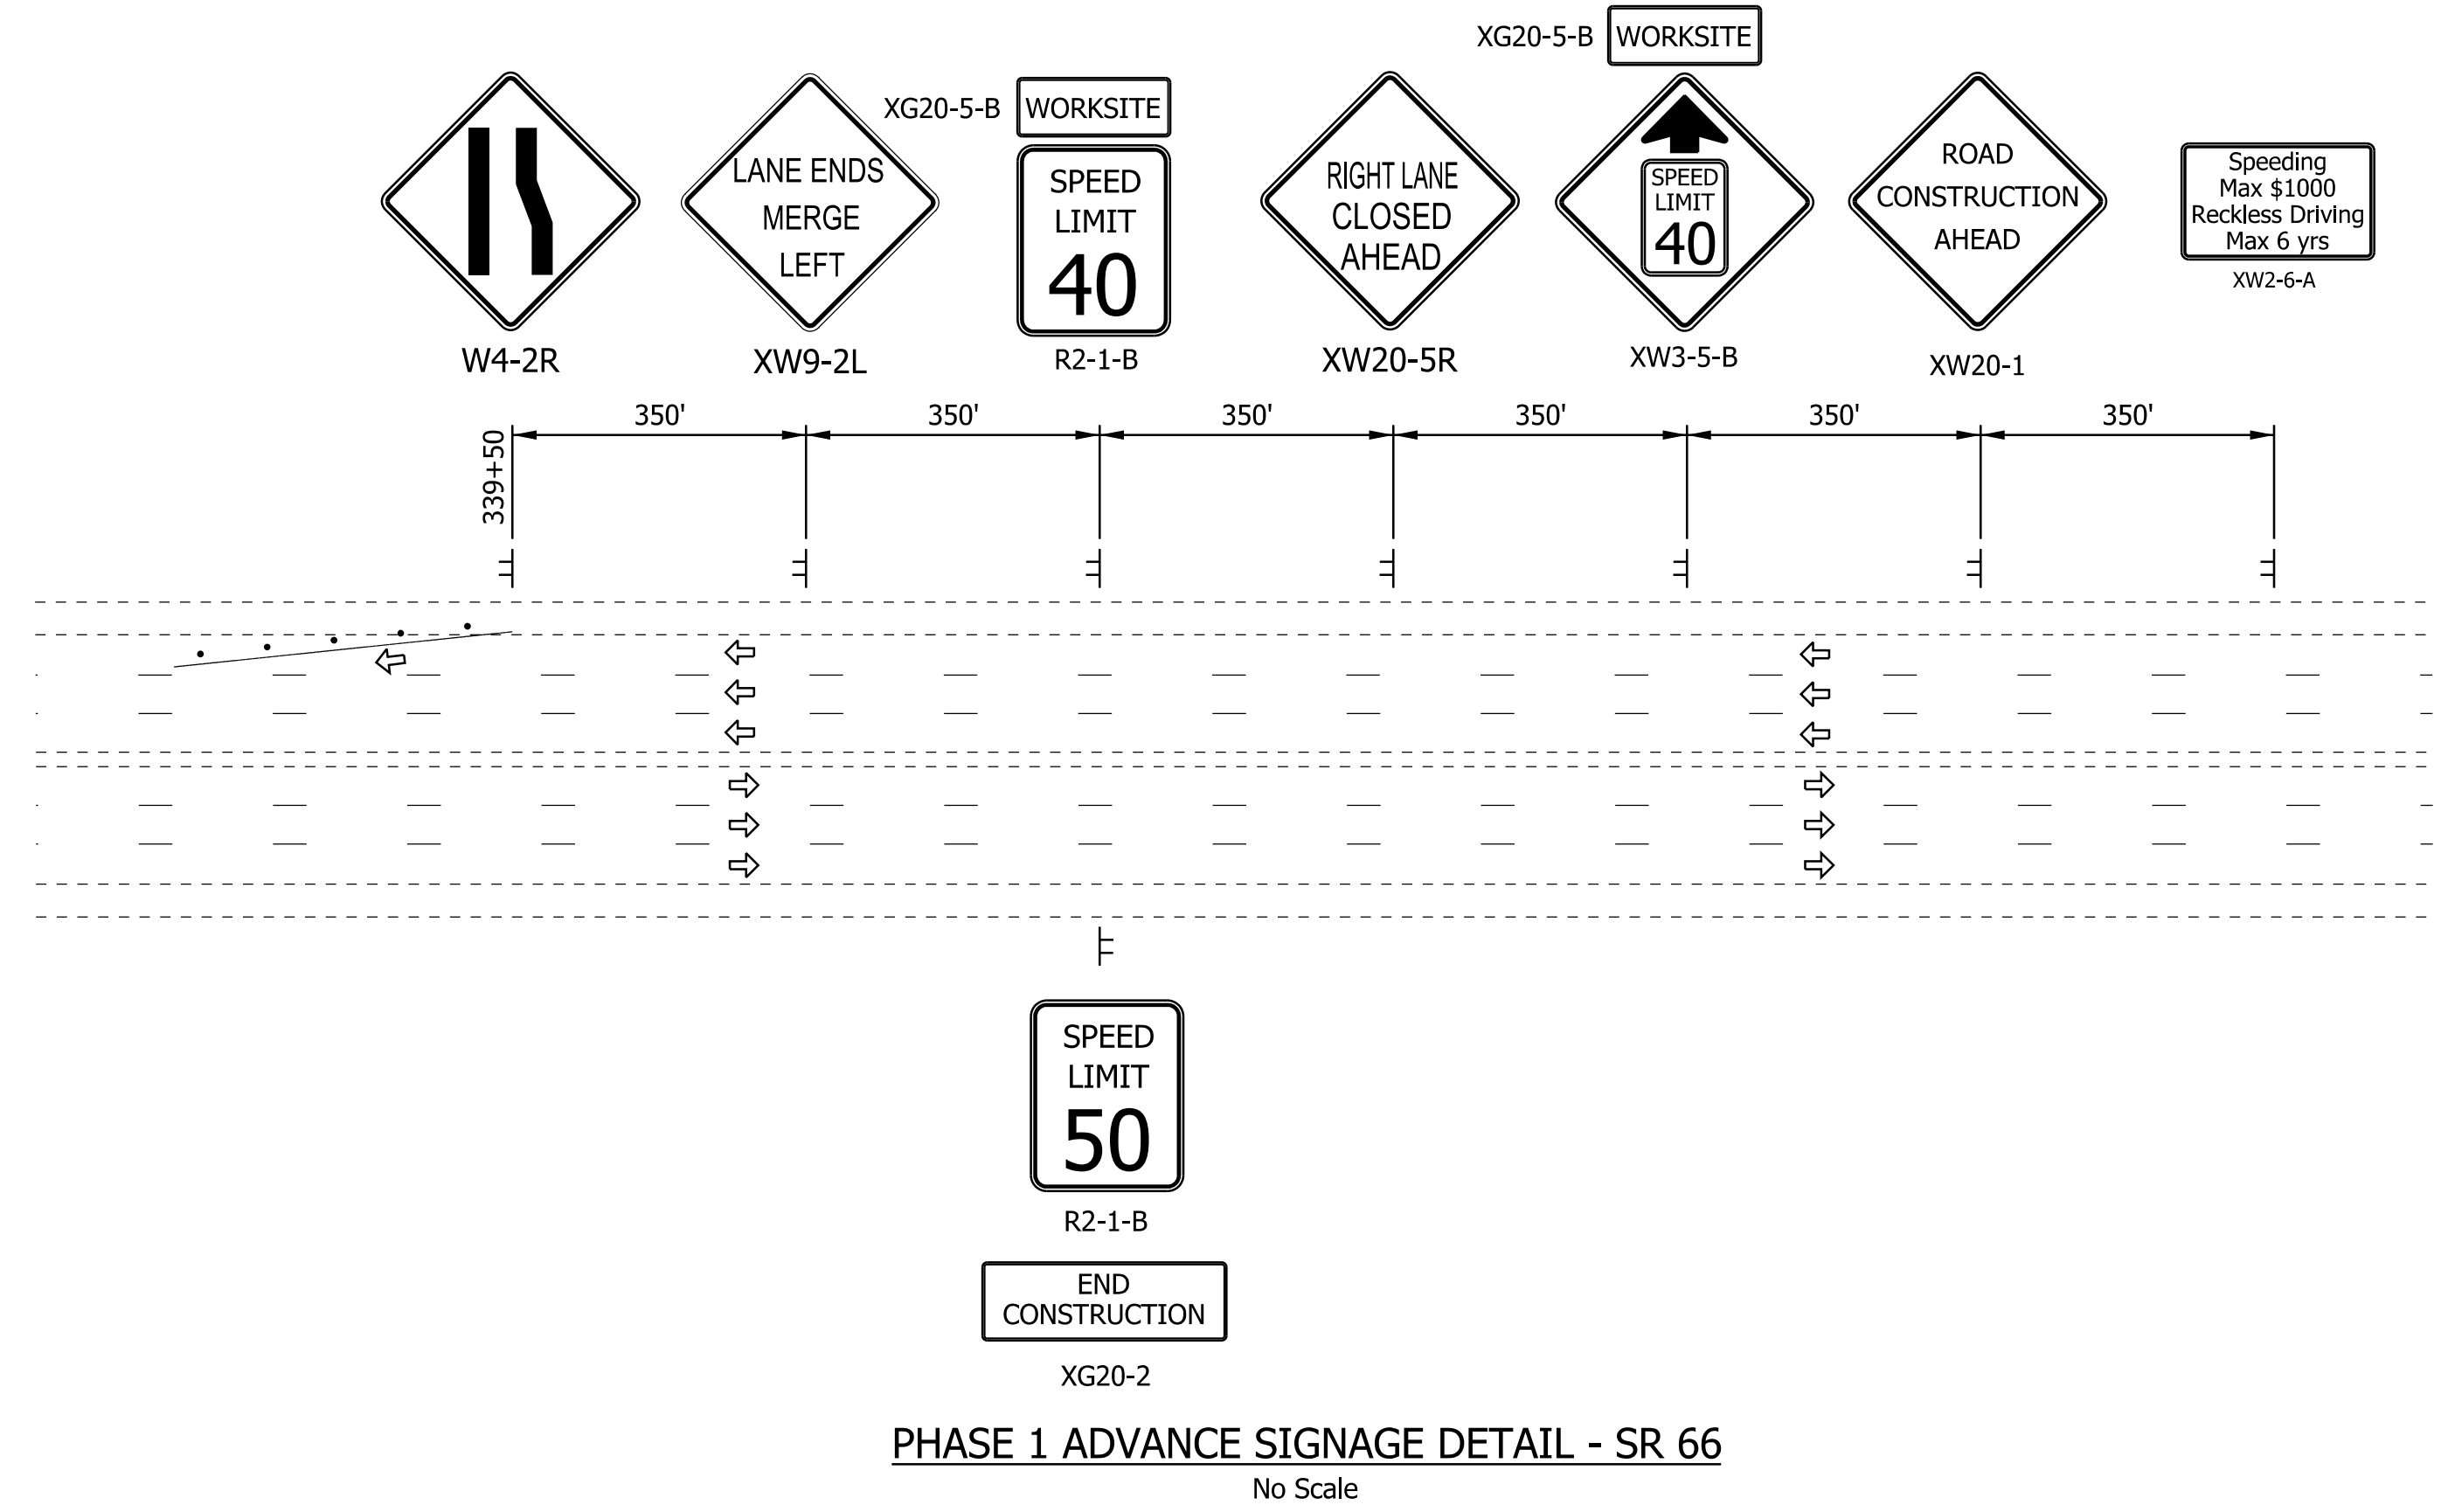 XG20-5-B
WORKSITE
XG20-5-B
WORKSITE
LANE ENDS
MERGE
LEFT
SPEED
LIMIT
40
RIGHT LANE
CLOSED
AHEAD
SPEED
LIMIT
40
ROAD
CONSTRUCTION
AHEAD
Speeding
Max $1000
Reckless Driving
Max 6 yrs
W4-2R
XW9-2L
R2-1-B
XW20-5R
XW3-5-B
XW20-1
XW2-6-A
350'
350'
350'
350'
350'
350'
339+50
SPEED
LIMIT
50
R2-1-B
END
CONSTRUCTION
XG20-2
PHASE 1 ADVANCE SIGNAGE DETAIL - SR 66
No Scale